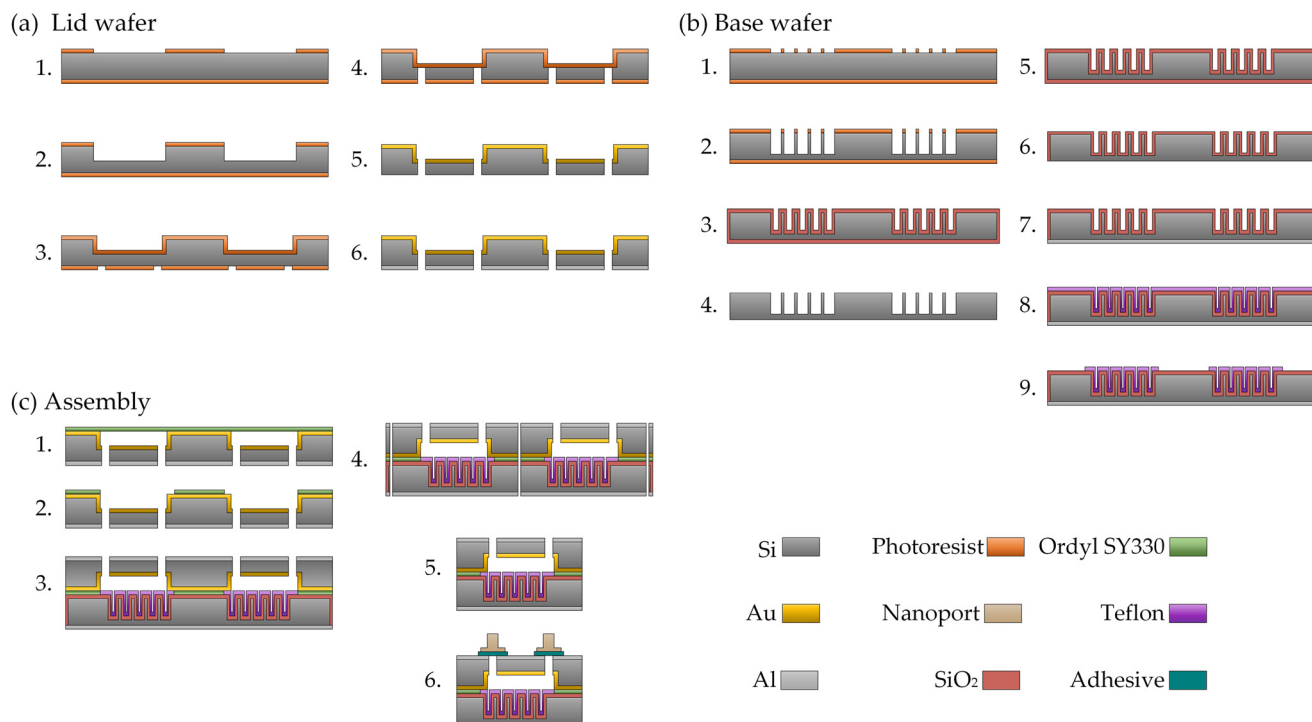 (a) Lid wafer
1.
2.
3.
4.
5.
6.
(b) Base wafer
1.
2.
3.
4.
5.
6.
7.
8.
9.
(c) Assembly
1.
2.
3.
4.
5.
6.
Si
Photoresist
Ordyl SY330
Au
Nanoport
Teflon
Al
SiO₂
Adhesive